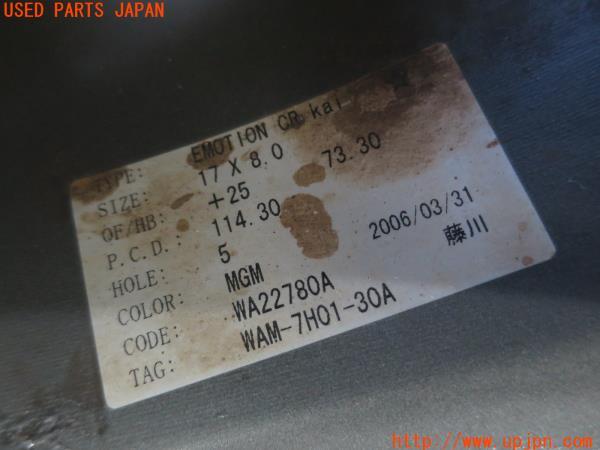 USED PARTS JAPAN
TYPE: EMOTION CR kai
SIZE: 17 X 8.0
OF/HB: +25 73.30
P.C.D.: 114.30
HOLE: 5 2006/03/31
COLOR: MGM 藤川
CODE: WA22780A
TAG: WAM-7H01-30A
http://www.upjpn.com/